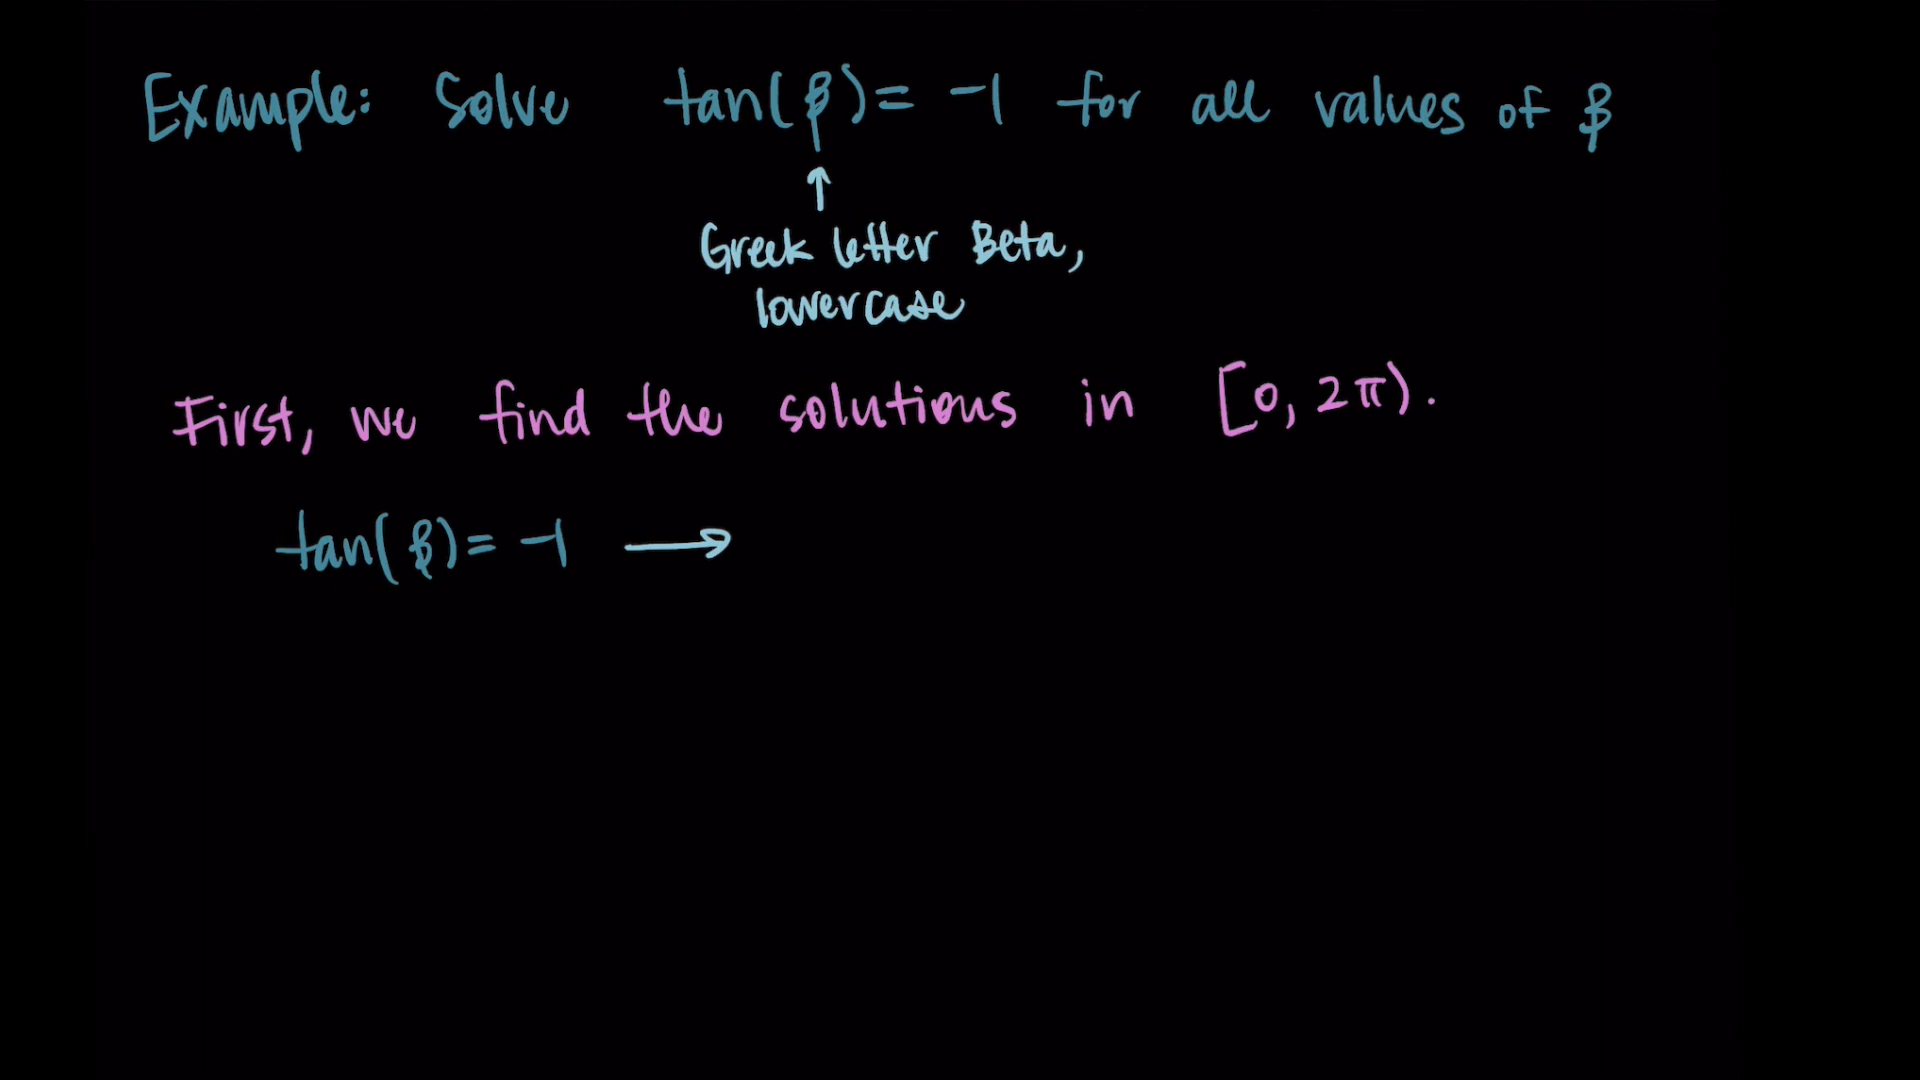 Example: Solve tan(β) = -1 for all values of β
↑
Greek letter Beta,
lowercase
First, we find the solutions in [0, 2π).
tan(β) = -1 →